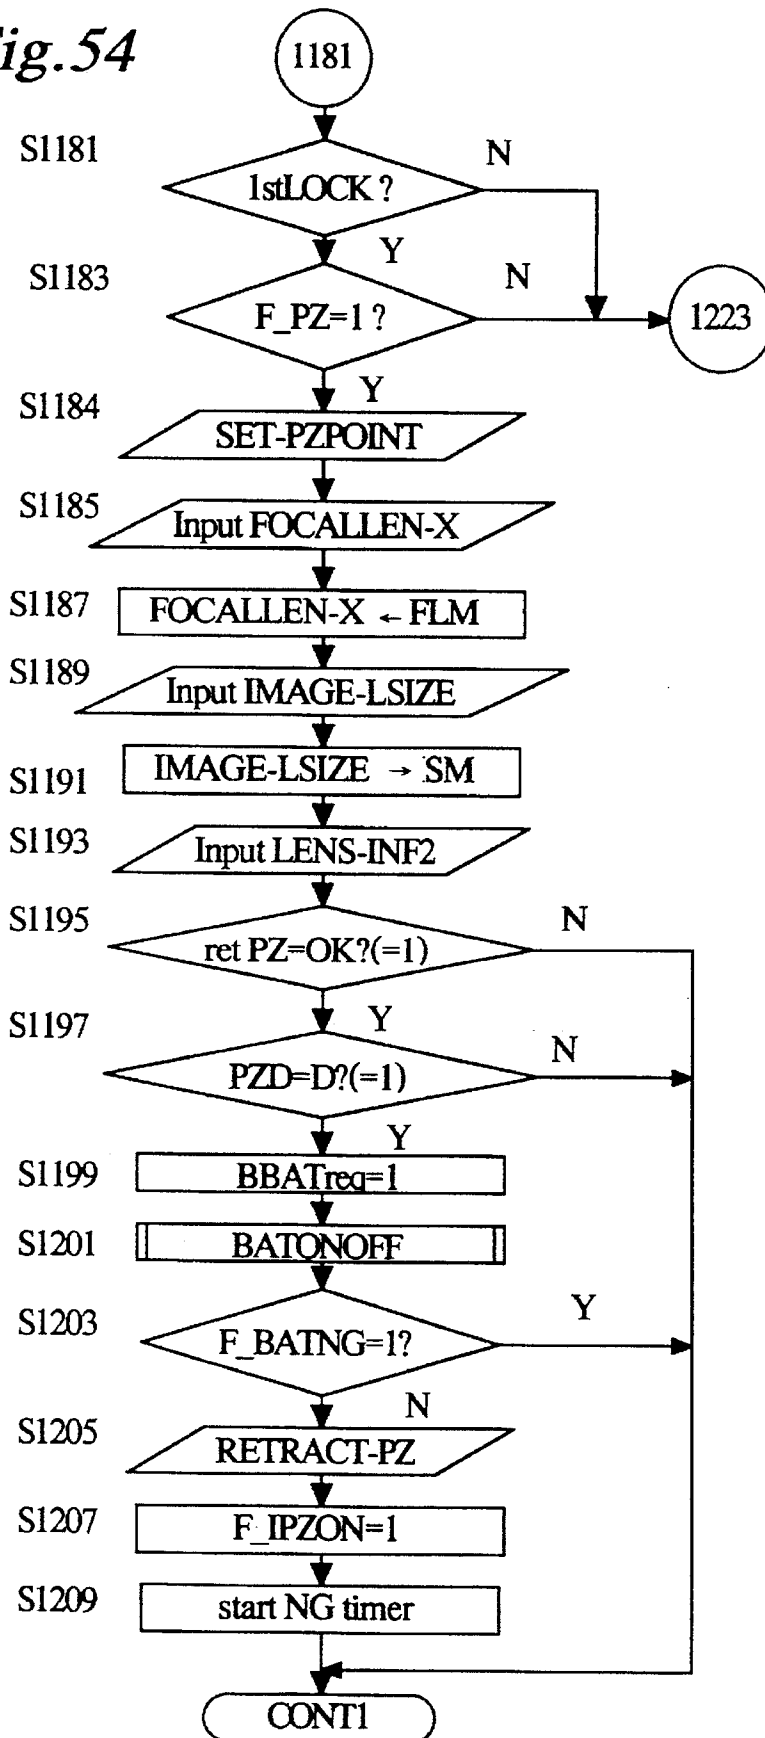 ig.54
1181
S1181
1stLOCK ?
N
Y
S1183
F_PZ=1 ?
N
1223
Y
S1184
SET-PZPOINT
S1185
Input FOCALLEN-X
S1187
FOCALLEN-X ← FLM
S1189
Input IMAGE-LSIZE
S1191
IMAGE-LSIZE → SM
S1193
Input LENS-INF2
S1195
ret PZ=OK?(=1)
N
Y
S1197
PZD=D?(=1)
N
Y
S1199
BBATreq=1
S1201
BATONOFF
S1203
F_BATNG=1?
Y
N
S1205
RETRACT-PZ
S1207
F_IPZON=1
S1209
start NG timer
CONT1